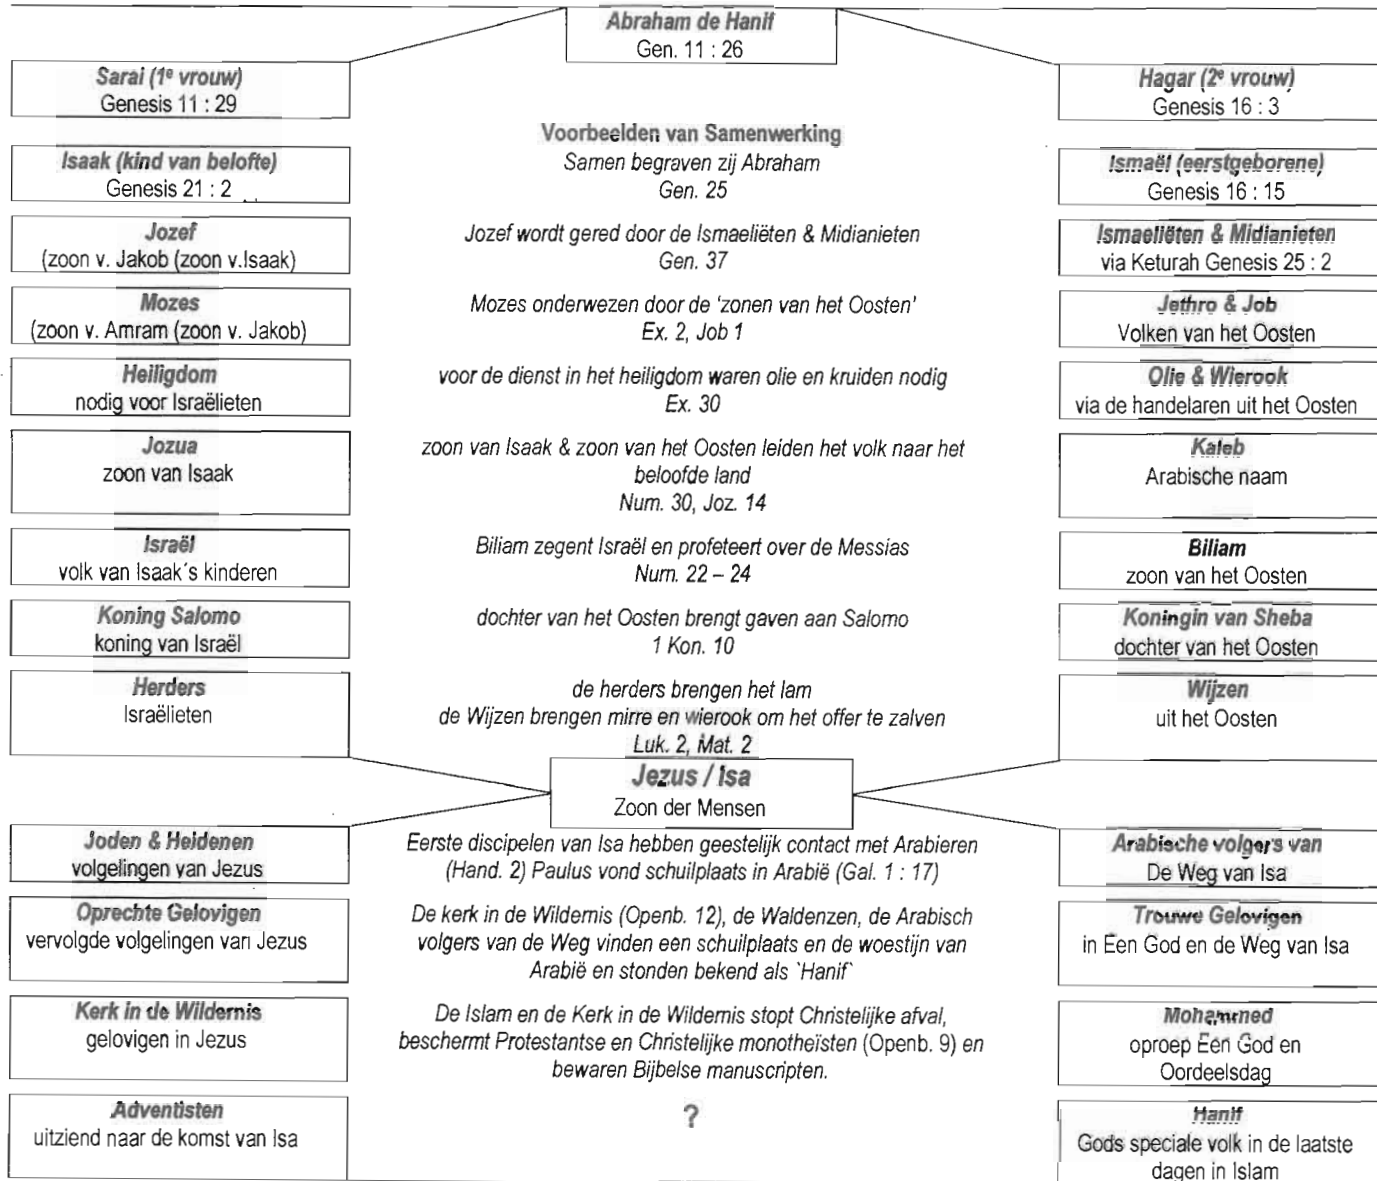 Abraham de Hanif
Gen. 11 : 26
Sarai (1e vrouw)
Genesis 11 : 29
Hagar (2e vrouw)
Genesis 16 : 3
Voorbeelden van Samenwerking
Isaak (kind van belofte)
Genesis 21 : 2
Samen begraven zij Abraham
Gen. 25
Ismaël (eerstgeborene)
Genesis 16 : 15
Jozef
(zoon v. Jakob (zoon v.Isaak)
Jozef wordt gered door de Ismaeliëten & Midianieten
Gen. 37
Ismaeliëten & Midianieten
via Keturah Genesis 25 : 2
Mozes
(zoon v. Amram (zoon v. Jakob)
Mozes onderwezen door de 'zonen van het Oosten'
Ex. 2, Job 1
Jethro & Job
Volken van het Oosten
Heiligdom
nodig voor Israëlieten
voor de dienst in het heiligdom waren olie en kruiden nodig
Ex. 30
Olie & Wierook
via de handelaren uit het Oosten
Jozua
zoon van Isaak
zoon van Isaak & zoon van het Oosten leiden het volk naar het
beloofde land
Num. 30, Joz. 14
Kaleb
Arabische naam
Israël
volk van Isaak´s kinderen
Biliam zegent Israël en profeteert over de Messias
Num. 22 – 24
Biliam
zoon van het Oosten
Koning Salomo
koning van Israël
dochter van het Oosten brengt gaven aan Salomo
1 Kon. 10
Koningin van Sheba
dochter van het Oosten
Herders
Israëlieten
de herders brengen het lam
de Wijzen brengen mirre en wierook om het offer te zalven
Luk. 2, Mat. 2
Wijzen
uit het Oosten
Jezus / Isa
Zoon der Mensen
Joden & Heidenen
volgelingen van Jezus
Eerste discipelen van Isa hebben geestelijk contact met Arabieren
(Hand. 2) Paulus vond schuilplaats in Arabië (Gal. 1 : 17)
Arabische volgers van
De Weg van Isa
Oprechte Gelovigen
vervolgde volgelingen van Jezus
De kerk in de Wildernis (Openb. 12), de Waldenzen, de Arabisch
volgers van de Weg vinden een schuilplaats en de woestijn van
Arabië en stonden bekend als `Hanif`
Trouwe Gelovigen
in Een God en de Weg van Isa
Kerk in de Wildernis
gelovigen in Jezus
De Islam en de Kerk in de Wildernis stopt Christelijke afval,
beschermt Protestantse en Christelijke monotheïsten (Openb. 9) en
bewaren Bijbelse manuscripten.
Mohammed
oproep Een God en
Oordeelsdag
Adventisten
uitziend naar de komst van Isa
?
Hanif
Gods speciale volk in de laatste
dagen in Islam